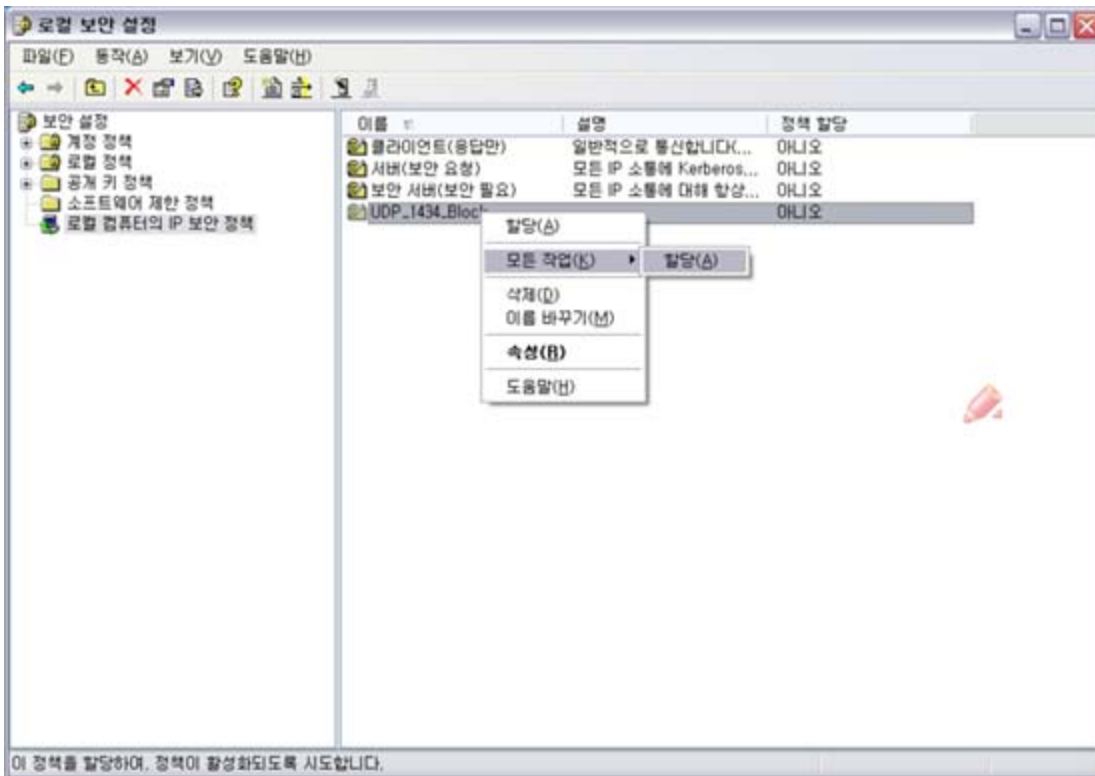 로컬 보안 설정
파일(F) 동작(A) 보기(V) 도움말(H)
보안 설정
계정 정책
로컬 정책
공개 키 정책
소프트웨어 제한 정책
로컬 컴퓨터의 IP 보안 정책
이름 설명 정책 할당
클라이언트(응답만) 일반적으로 통신합니다(... 아니오
서버(보안 요청) 모든 IP 소통에 Kerberos... 아니오
보안 서버(보안 필요) 모든 IP 소통에 대해 항상... 아니오
UDP_1434_Block 아니오
할당(A)
모든 작업(K) 할당(A)
삭제(D)
이름 바꾸기(M)
속성(R)
도움말(H)
이 정책을 할당하여, 정책이 활성화되도록 시도합니다.